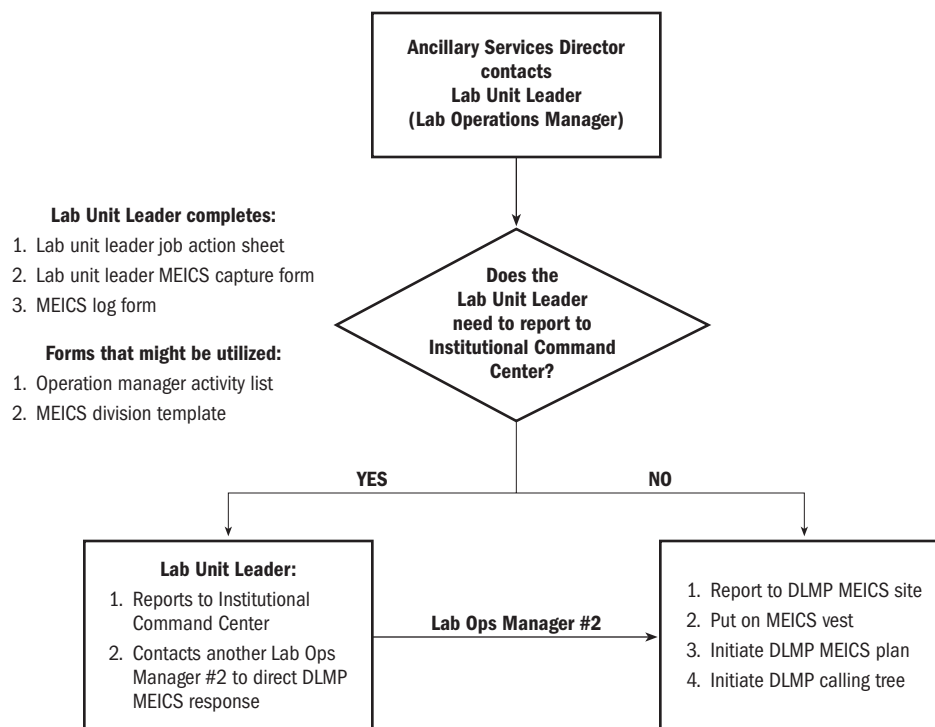 Ancillary Services Director
contacts
Lab Unit Leader
(Lab Operations Manager)
Lab Unit Leader completes:
1. Lab unit leader job action sheet
2. Lab unit leader MEICS capture form
3. MEICS log form
Forms that might be utilized:
1. Operation manager activity list
2. MEICS division template
Does the
Lab Unit Leader
need to report to
Institutional Command
Center?
YES
NO
Lab Unit Leader:
1. Reports to Institutional
Command Center
2. Contacts another Lab Ops
Manager #2 to direct DLMP
MEICS response
Lab Ops Manager #2
1. Report to DLMP MEICS site
2. Put on MEICS vest
3. Initiate DLMP MEICS plan
4. Initiate DLMP calling tree